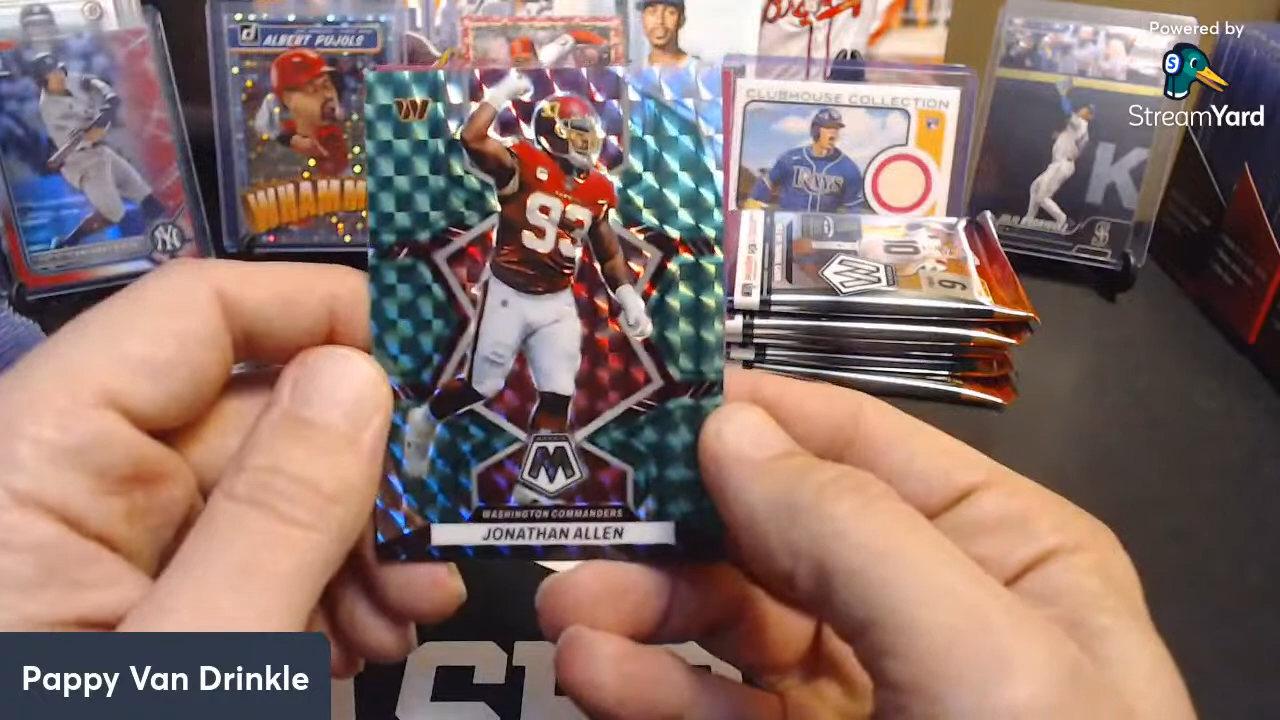 Powered by
StreamYard
ALBERT PUJOLS
WHAMM
CLUBHOUSE COLLECTION
RAYS
K
W
93
M
WASHINGTON COMMANDERS
JONATHAN ALLEN
Pappy Van Drinkle